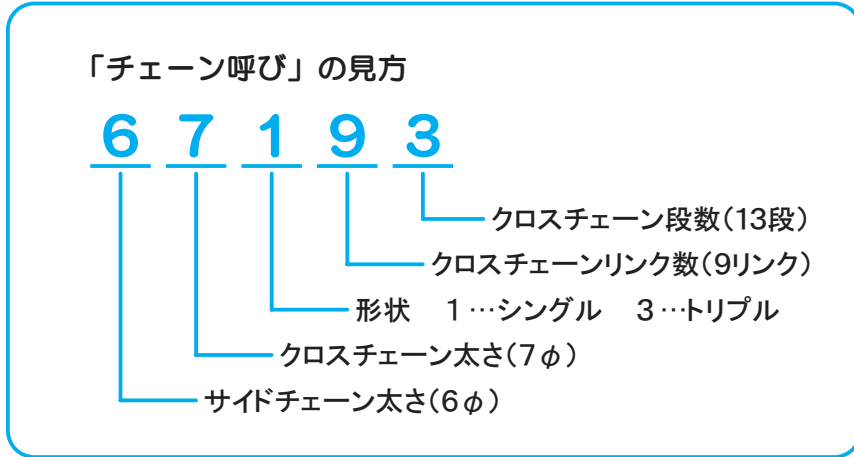 「チェーン呼び」の見方
6 7 1 9 3
クロスチェーン段数(13段)
クロスチェーンリンク数(9リンク)
形状　1…シングル　3…トリプル
クロスチェーン太さ(7φ)
サイドチェーン太さ(6φ)